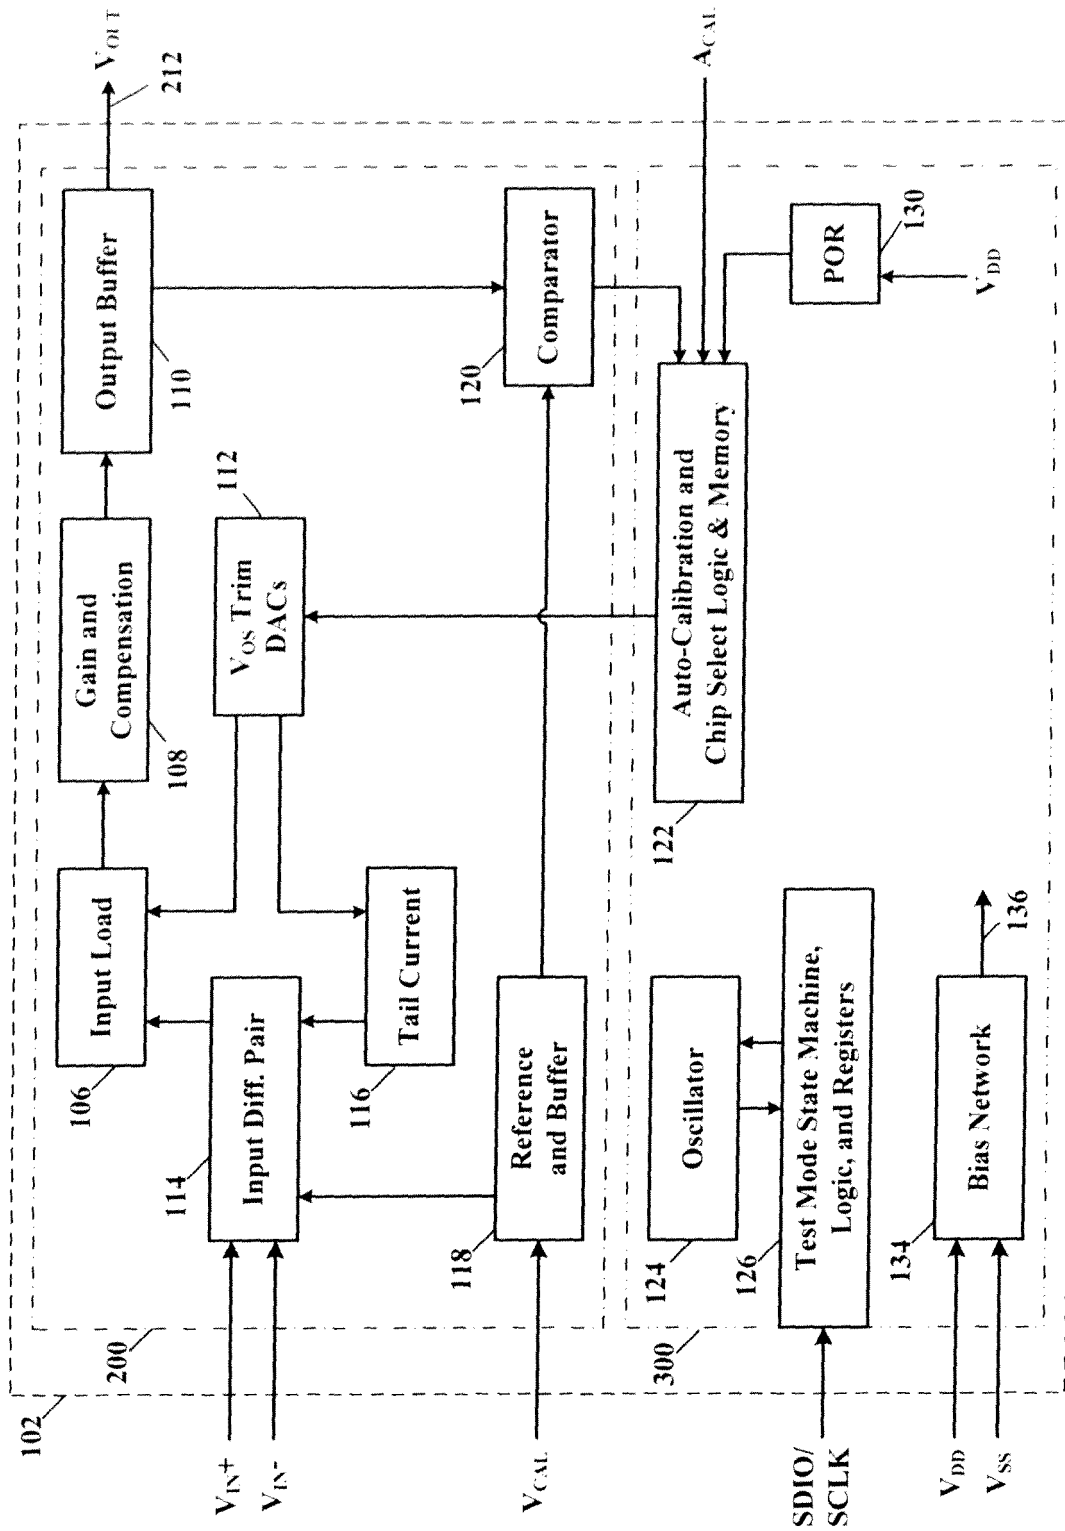 102
200
V_IN+
V_IN-
114
Input Diff. Pair
106
Input Load
108
Gain and
Compensation
110
Output Buffer
V_OUT
212
112
V_OS Trim
DACs
116
Tail Current
V_CAL
118
Reference
and Buffer
120
Comparator
300
124
Oscillator
122
Auto-Calibration and
Chip Select Logic & Memory
A_CAL
SDIO/
SCLK
126
Test Mode State Machine,
Logic, and Registers
POR
130
V_DD
V_DD
V_SS
134
Bias Network
136